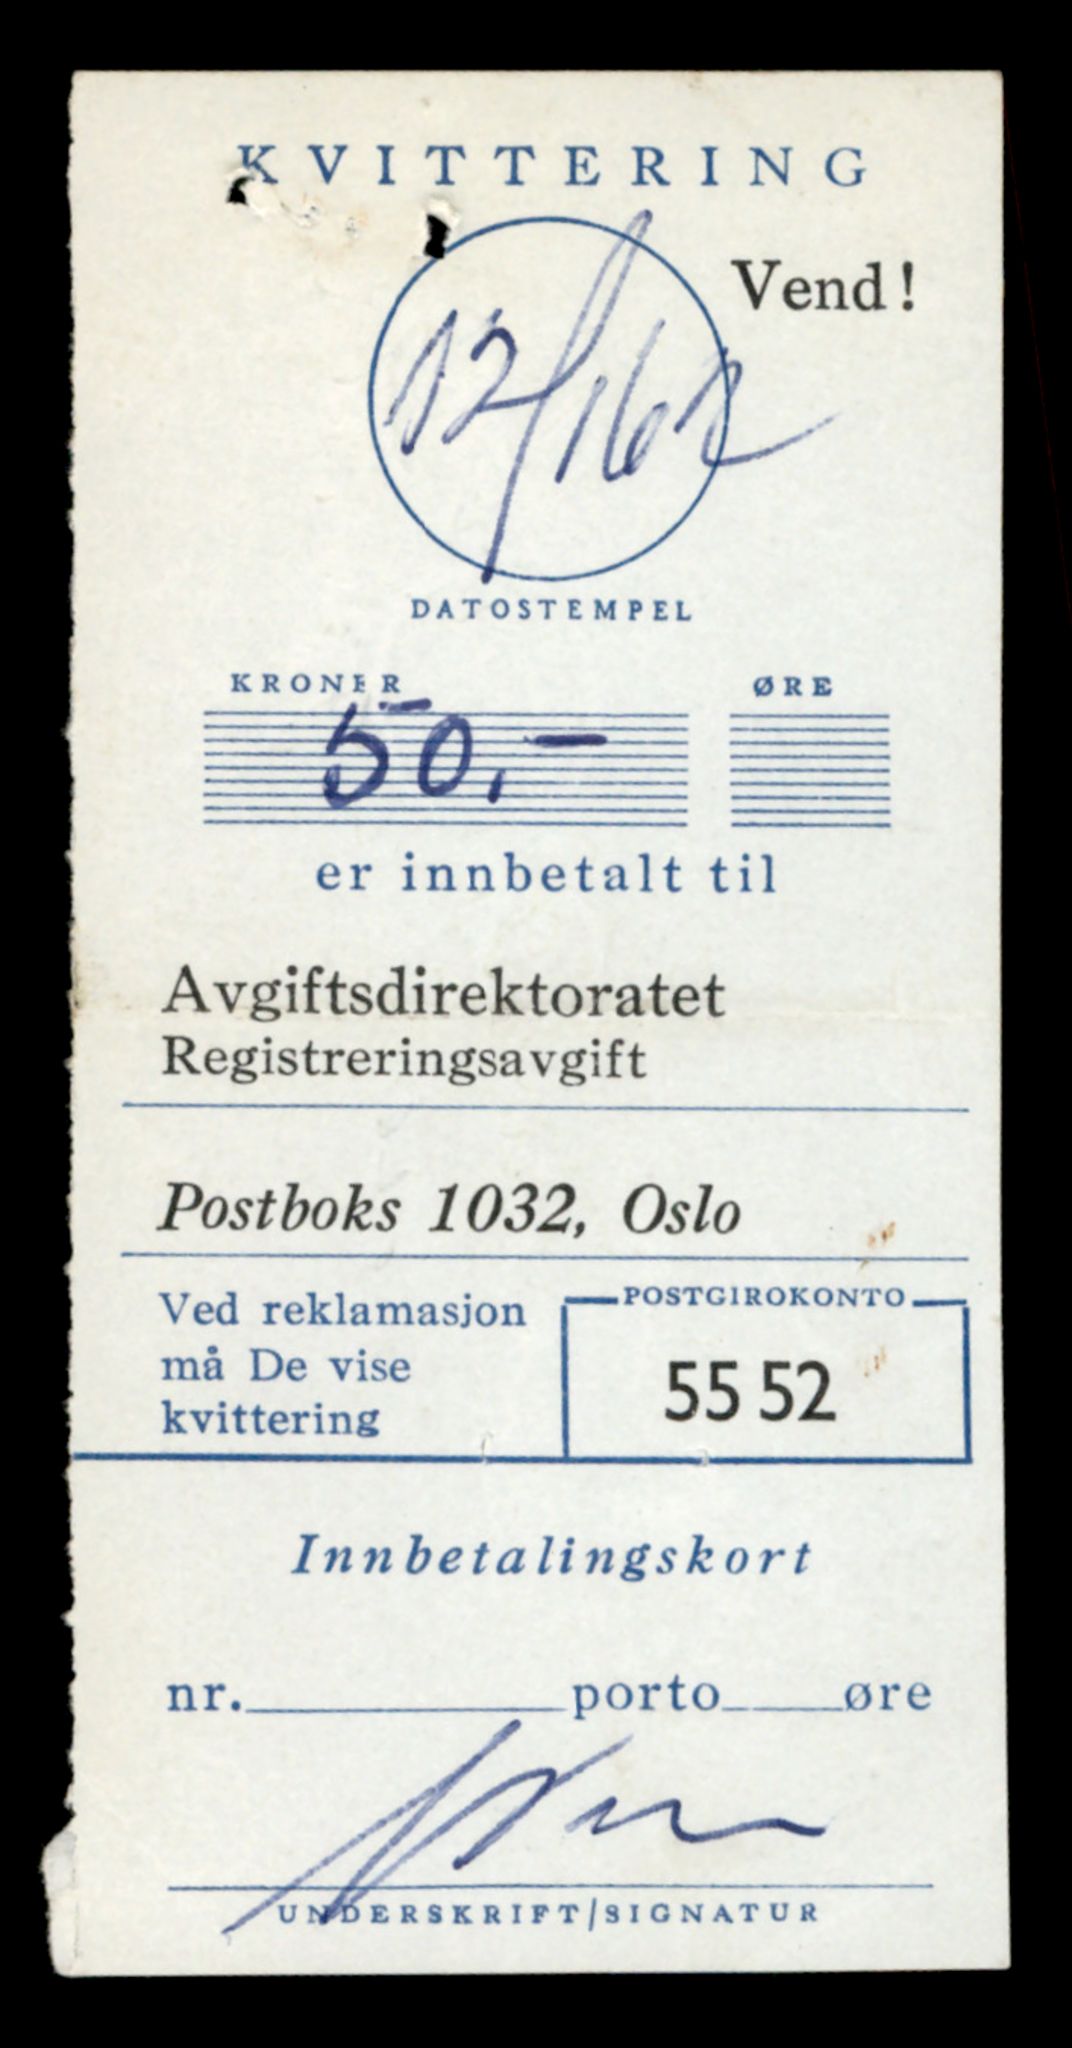 KVITTERING
Vend!
12/1 62
DATOSTEMPEL
KRONER ØRE
50,-
er innbetalt til
Avgiftsdirektoratet
Registreringsavgift
Postboks 1032, Oslo
Ved reklamasjon
må De vise
kvittering
POSTGIROKONTO
55 52
Innbetalingskort
nr. porto øre
UNDERSKRIFT/SIGNATUR